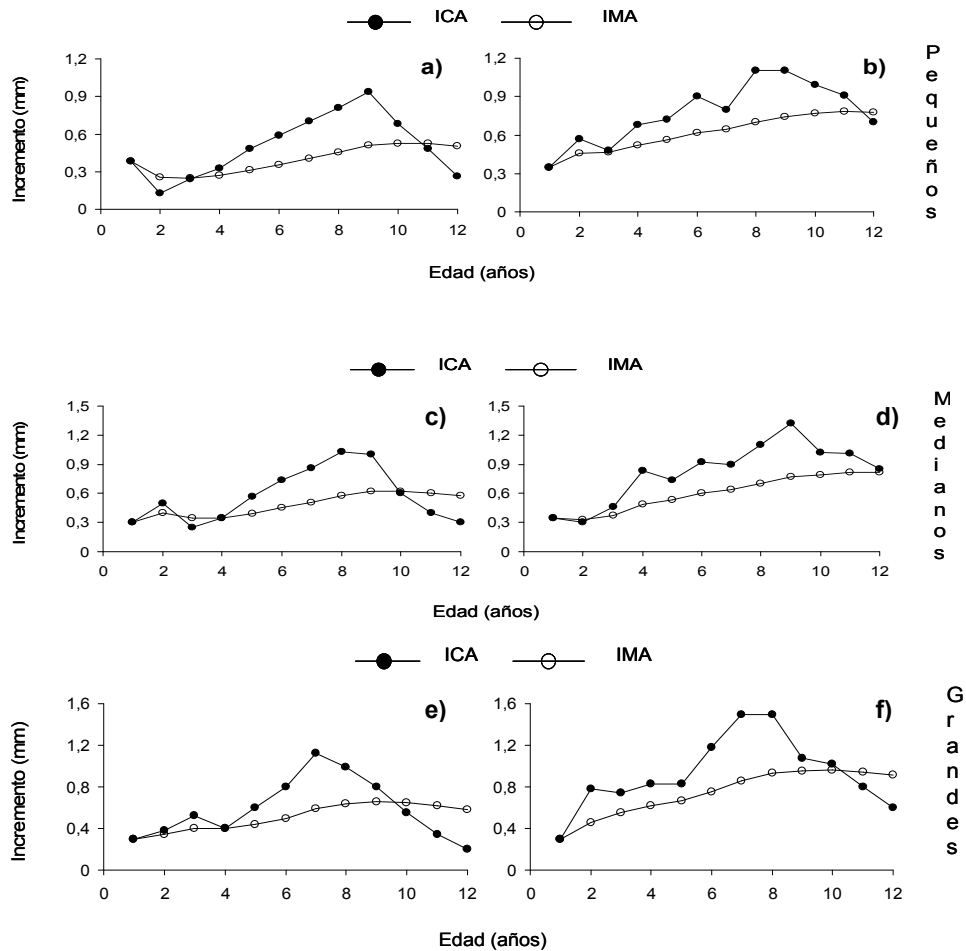 ICA IMA
a)
b)
Incremento (mm)
1,2
0,9
0,6
0,3
0
0 2 4 6 8 10 12
1,2
0,9
0,6
0,3
0
0 2 4 6 8 10 12
Edad (años)
Pequeños
ICA IMA
c)
d)
Incremento (mm)
1,5
1,2
0,9
0,6
0,3
0
0 2 4 6 8 10 12
1,5
1,2
0,9
0,6
0,3
0
0 2 4 6 8 10 12
Edad (años)
Medianos
ICA IMA
e)
f)
Incremento (mm)
1,6
1,2
0,8
0,4
0
0 2 4 6 8 10 12
1,6
1,2
0,8
0,4
0
0 2 4 6 8 10 12
Edad (años)
Grandes